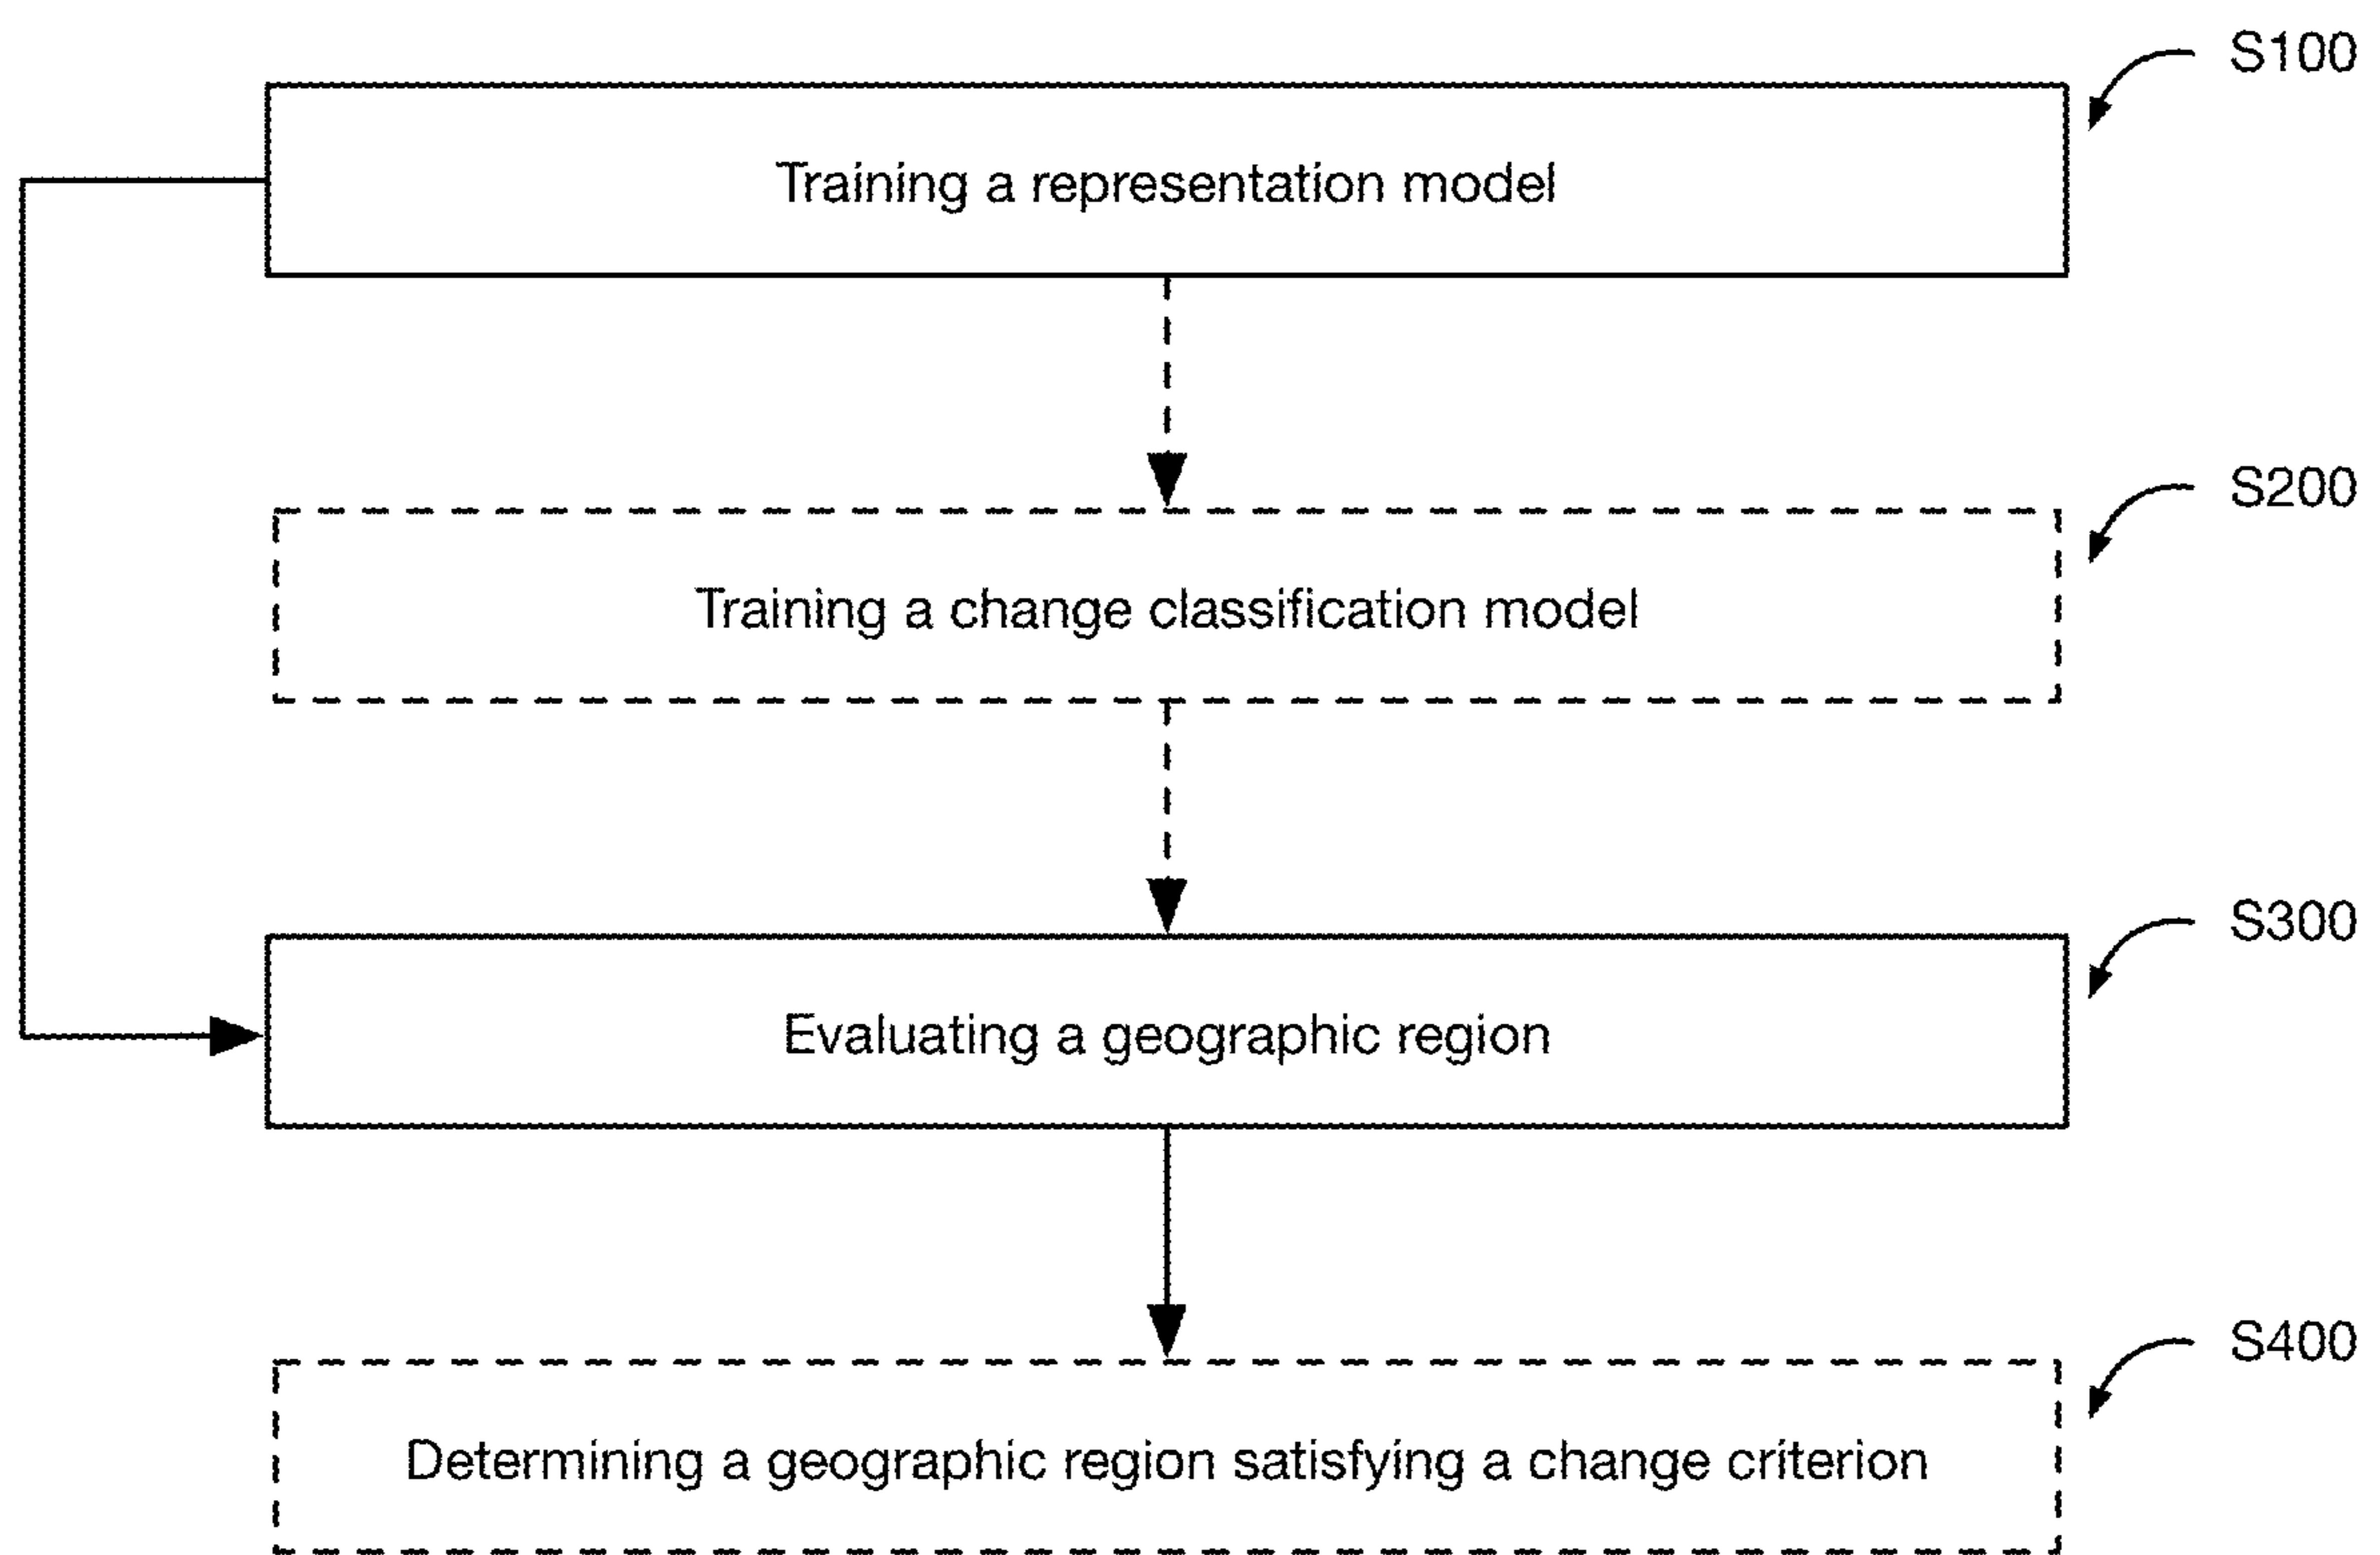 S100
Training a representation model
S200
Training a change classification model
S300
Evaluating a geographic region
S400
Determining a geographic region satisfying a change criterion